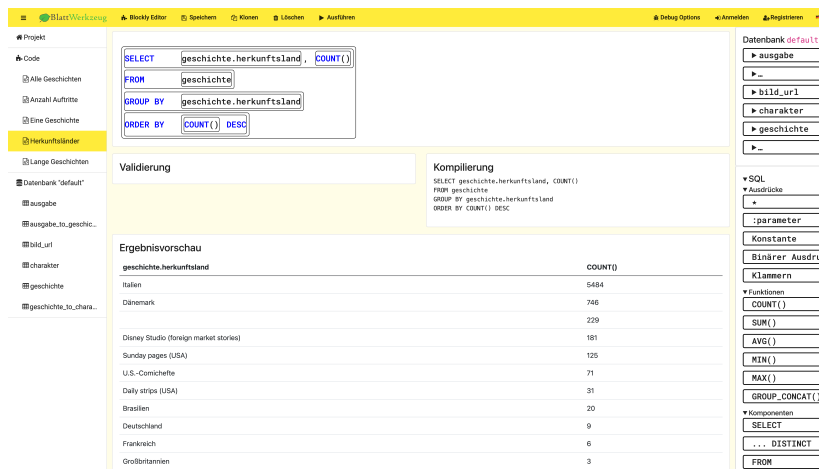 BlattWerkzeug
Blockly Editor
Speichern
Klonen
Löschen
Ausführen
Debug Options
Anmelden
Registrieren
Projekt
Code
Alle Geschichten
Anzahl Auftritte
Eine Geschichte
Herkunftsländer
Lange Geschichten
Datenbank "default"
ausgabe
ausgabe_to_geschic...
bild_url
charakter
geschichte
geschichte_to_chara...
SELECT geschichte.herkunftsland, COUNT()
FROM geschichte
GROUP BY geschichte.herkunftsland
ORDER BY COUNT() DESC
Validierung
Kompilierung
SELECT geschichte.herkunftsland, COUNT()
FROM geschichte
GROUP BY geschichte.herkunftsland
ORDER BY COUNT() DESC
Ergebnisvorschau
geschichte.herkunftsland COUNT()
Italien 5484
Dänemark 746
229
Disney Studio (foreign market stories) 181
Sunday pages (USA) 125
U.S.-Comichefte 71
Daily strips (USA) 31
Brasilien 20
Deutschland 9
Frankreich 6
Großbritannien 3
Datenbank default
ausgabe
…
bild_url
charakter
geschichte
…
SQL
Ausdrücke
*
:parameter
Konstante
Binärer Ausdru
Klammern
Funktionen
COUNT()
SUM()
AVG()
MIN()
MAX()
GROUP_CONCAT()
Komponenten
SELECT
... DISTINCT
FROM